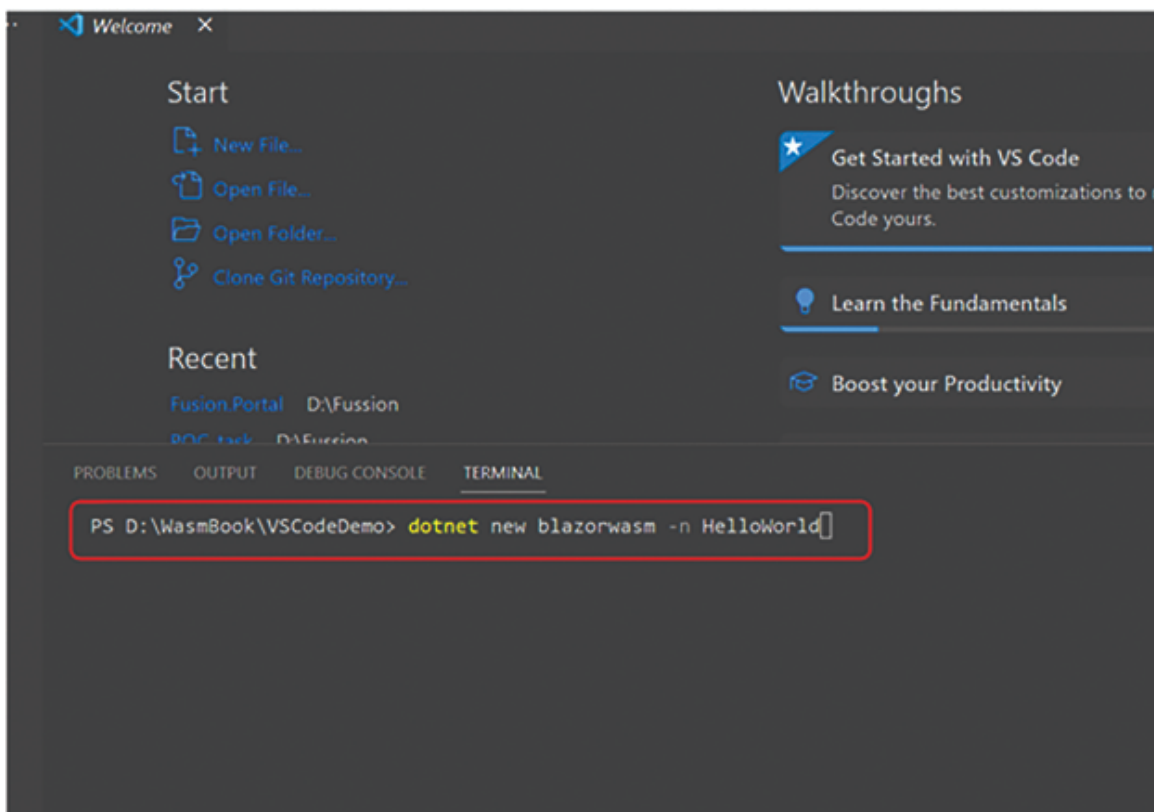 Welcome
Start
New File...
Open File...
Open Folder...
Clone Git Repository...
Recent
Fusion.Portal D:\Fussion
POC_task D:\Fussion
Walkthroughs
Get Started with VS Code
Discover the best customizations to
Code yours.
Learn the Fundamentals
Boost your Productivity
PROBLEMS OUTPUT DEBUG CONSOLE TERMINAL
PS D:\WasmBook\VSCodeDemo> dotnet new blazorwasm -n HelloWorld